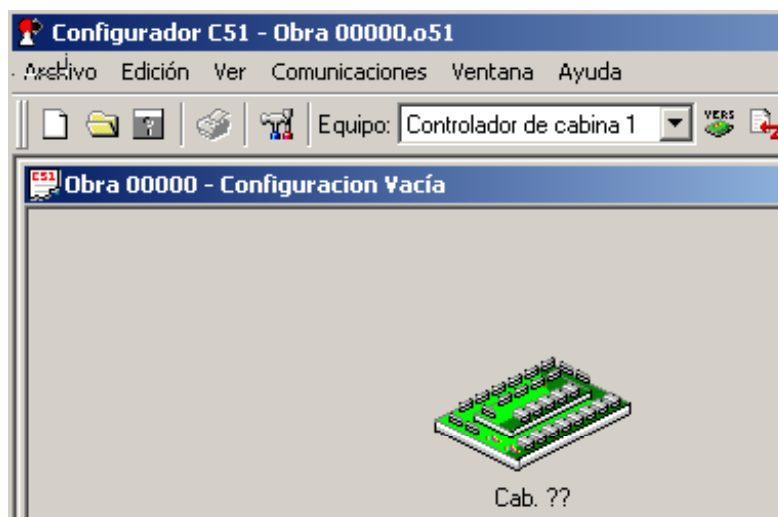 Configurador C51 - Obra 00000.o51
Archivo Edición Ver Comunicaciones Ventana Ayuda
Equipo: Controlador de cabina 1 VERS
C51 Obra 00000 - Configuracion Vacía
Cab. ??